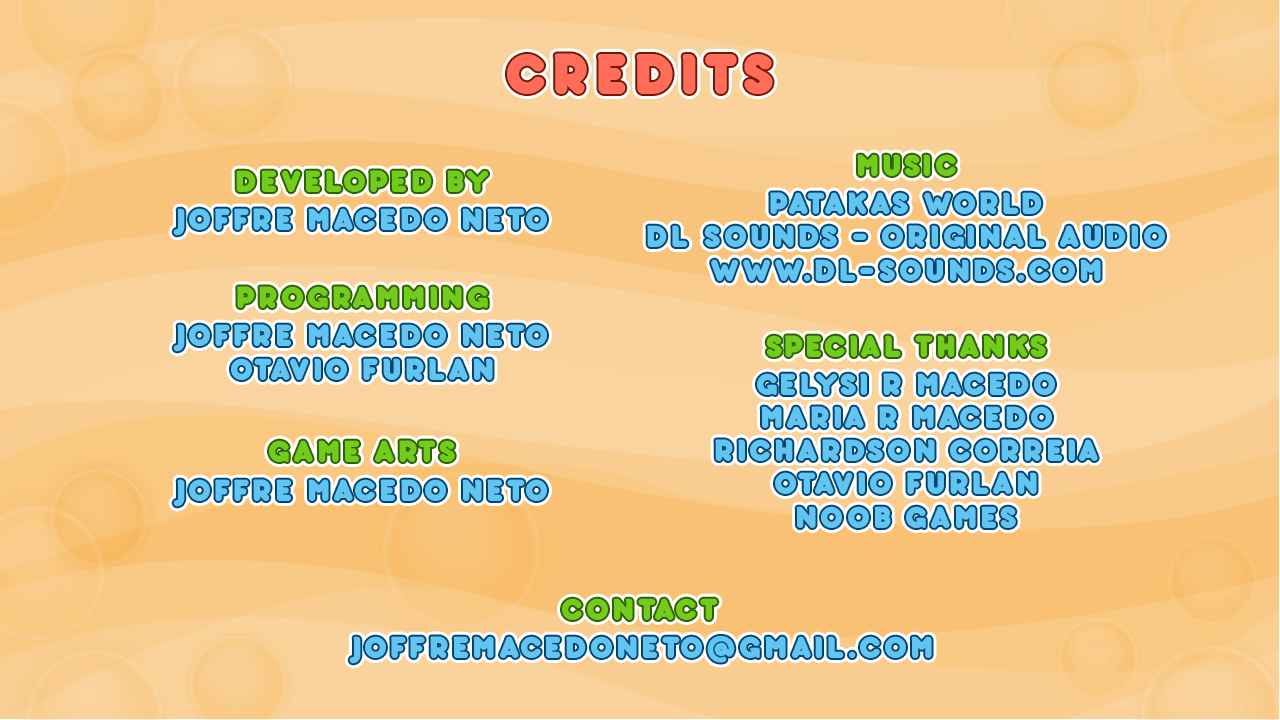 CREDITS
DEVELOPED BY
JOFFRE MACEDO NETO
PROGRAMMING
JOFFRE MACEDO NETO
OTAVIO FURLAN
GAME ARTS
JOFFRE MACEDO NETO
MUSIC
PATAKAS WORLD
DL SOUNDS - ORIGINAL AUDIO
WWW.DL-SOUNDS.COM
SPECIAL THANKS
GELYSI R MACEDO
MARIA R MACEDO
RICHARDSON CORREIA
OTAVIO FURLAN
NOOB GAMES
CONTACT
JOFFREMACEDONETO@GMAIL.COM